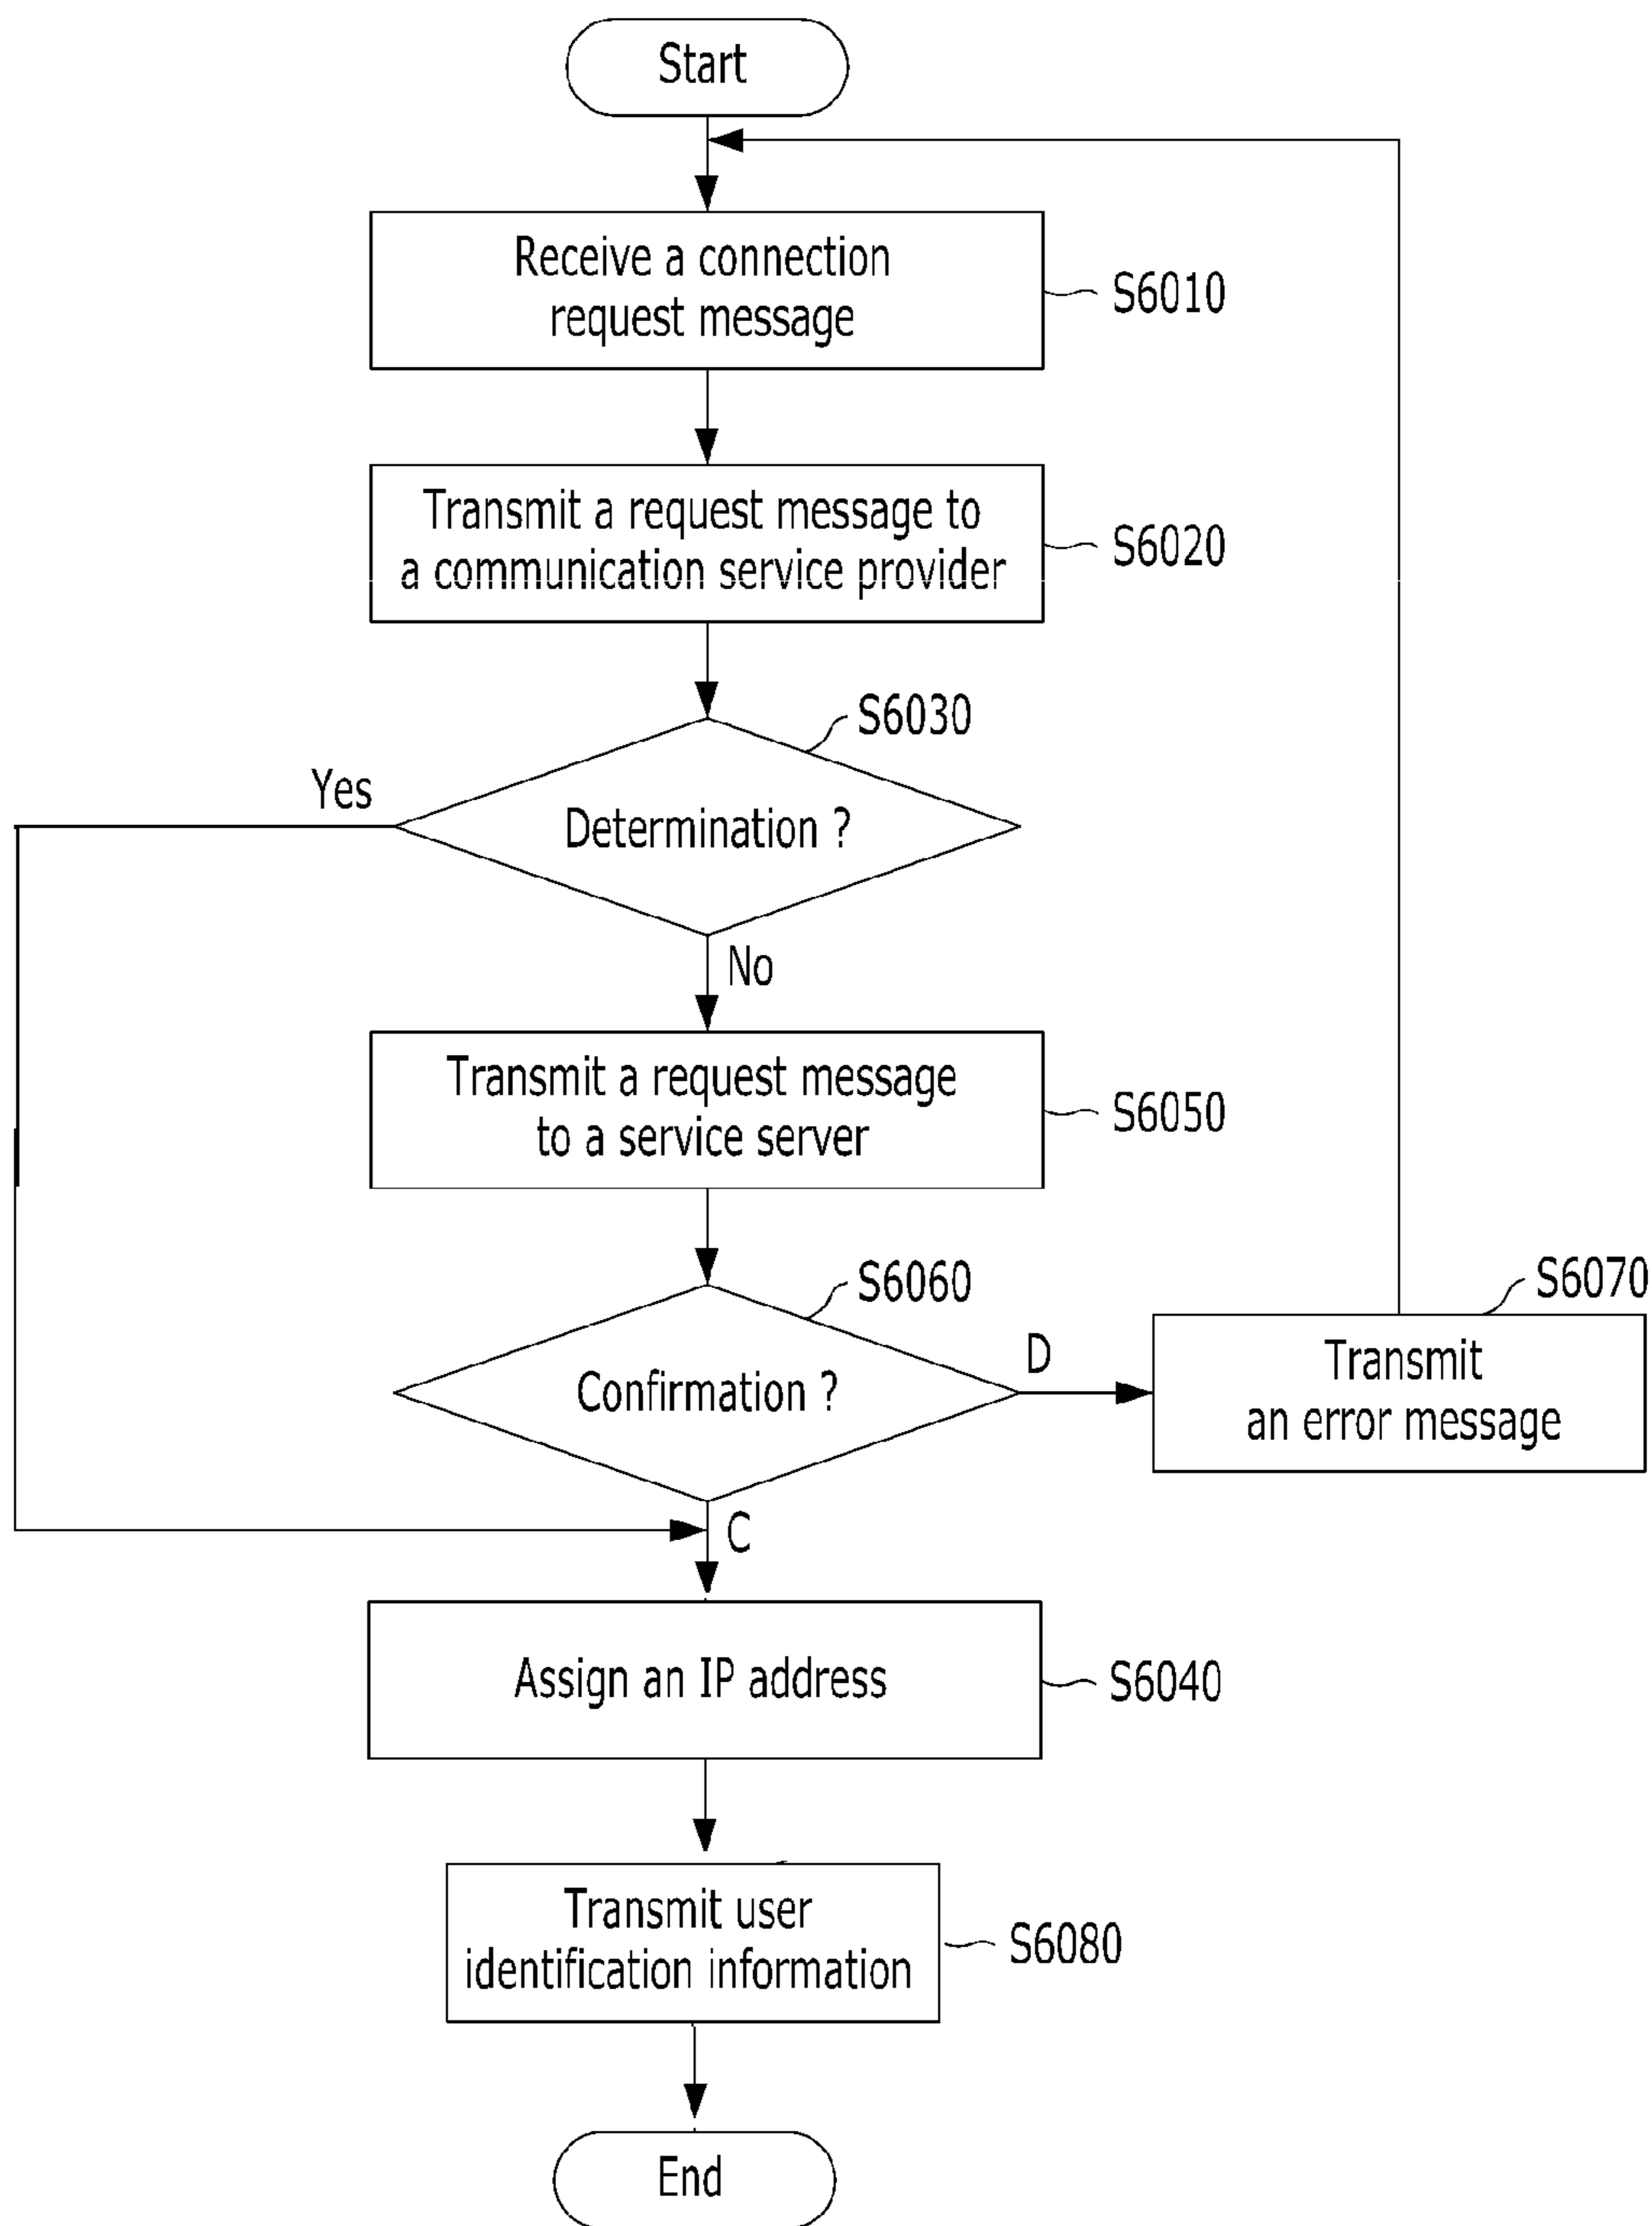 Start
Receive a connection
request message
S6010
Transmit a request message to
a communication service provider
S6020
S6030
Yes
Determination ?
No
Transmit a request message
to a service server
S6050
S6060
S6070
D
Confirmation ?
Transmit
an error message
C
Assign an IP address
S6040
Transmit user
identification information
S6080
End